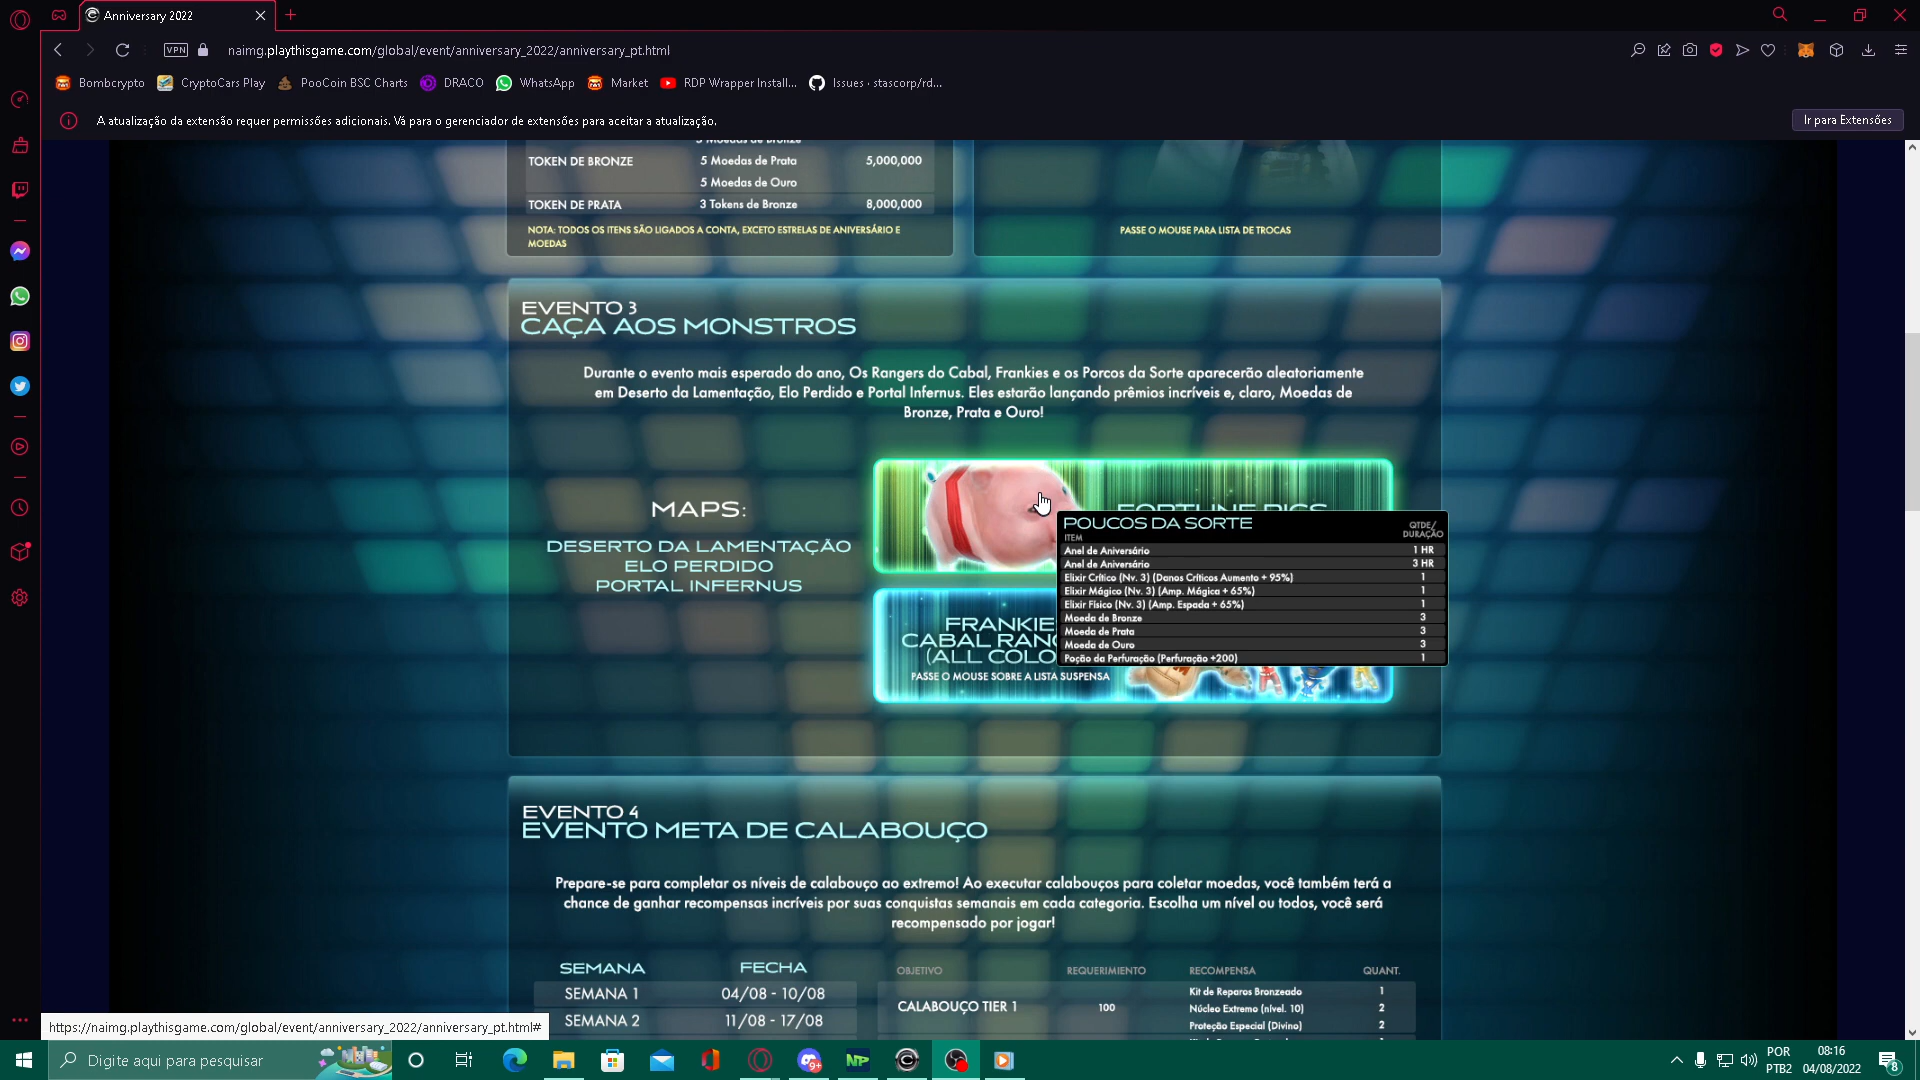 Anniversary 2022
VPN
naimg.playthisgame.com/global/event/anniversary_2022/anniversary_pt.html
Bombcrypto
CryptoCars Play
PooCoin BSC Charts
DRACO
WhatsApp
Market
RDP Wrapper Install...
Issues · stascorp/rd...
A atualização da extensão requer permissões adicionais. Vá para o gerenciador de extensões para aceitar a atualização.
Ir para Extensões
5 Moedas de Bronze
TOKEN DE BRONZE 5 Moedas de Prata 5,000,000
5 Moedas de Ouro
TOKEN DE PRATA 3 Tokens de Bronze 8,000,000
NOTA: TODOS OS ITENS SÃO LIGADOS A CONTA, EXCETO ESTRELAS DE ANIVERSÁRIO E
MOEDAS
PASSE O MOUSE PARA LISTA DE TROCAS
EVENTO 3
CAÇA AOS MONSTROS
Durante o evento mais esperado do ano, Os Rangers do Cabal, Frankies e os Porcos da Sorte aparecerão aleatoriamente
em Deserto da Lamentação, Elo Perdido e Portal Infernus. Eles estarão lançando prêmios incríveis e, claro, Moedas de
Bronze, Prata e Ouro!
MAPS:
DESERTO DA LAMENTAÇÃO
ELO PERDIDO
PORTAL INFERNUS
FORTUNE PIGS
POUCOS DA SORTE
ITEM QTDE/
DURAÇÃO
Anel de Aniversário 1 HR
Anel de Aniversário 3 HR
Elixir Crítico (Nv. 3) (Danos Críticos Aumento + 95%) 1
Elixir Mágico (Nv. 3) (Amp. Mágica + 65%) 1
Elixir Físico (Nv. 3) (Amp. Espada + 65%) 1
Moeda de Bronze 3
Moeda de Prata 3
Moeda de Ouro 3
Poção da Perfuração (Perfuração +200) 1
FRANKIE
CABAL RAN
(ALL COLO
PASSE O MOUSE SOBRE A LISTA SUSPENSA
EVENTO 4
EVENTO META DE CALABOUÇO
Prepare-se para completar os níveis de calabouço ao extremo! Ao executar calabouços para coletar moedas, você também terá a
chance de ganhar recompensas incríveis por suas conquistas semanais em cada categoria. Escolha um nível ou todos, você será
recompensado por jogar!
SEMANA FECHA
SEMANA 1 04/08 - 10/08
SEMANA 2 11/08 - 17/08
OBJETIVO REQUERIMIENTO RECOMPENSA QUANT.
CALABOUÇO TIER 1 100
Kit de Reparos Bronzeado 1
Núcleo Extremo (nível. 10) 2
Proteção Especial (Divino) 2
https://naimg.playthisgame.com/global/event/anniversary_2022/anniversary_pt.html#
Digite aqui para pesquisar
9+
NP
POR
PTB2
08:16
04/08/2022
8